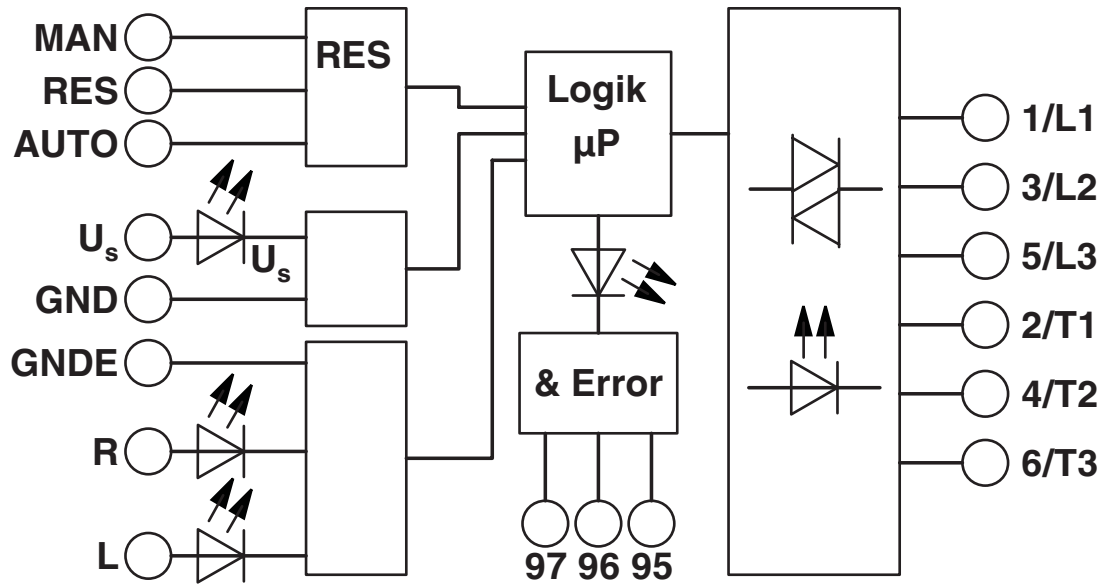 MAN
RES
AUTO
RES
Us
Us
GND
GNDE
R
L
Logik
µP
& Error
97 96 95
1/L1
3/L2
5/L3
2/T1
4/T2
6/T3